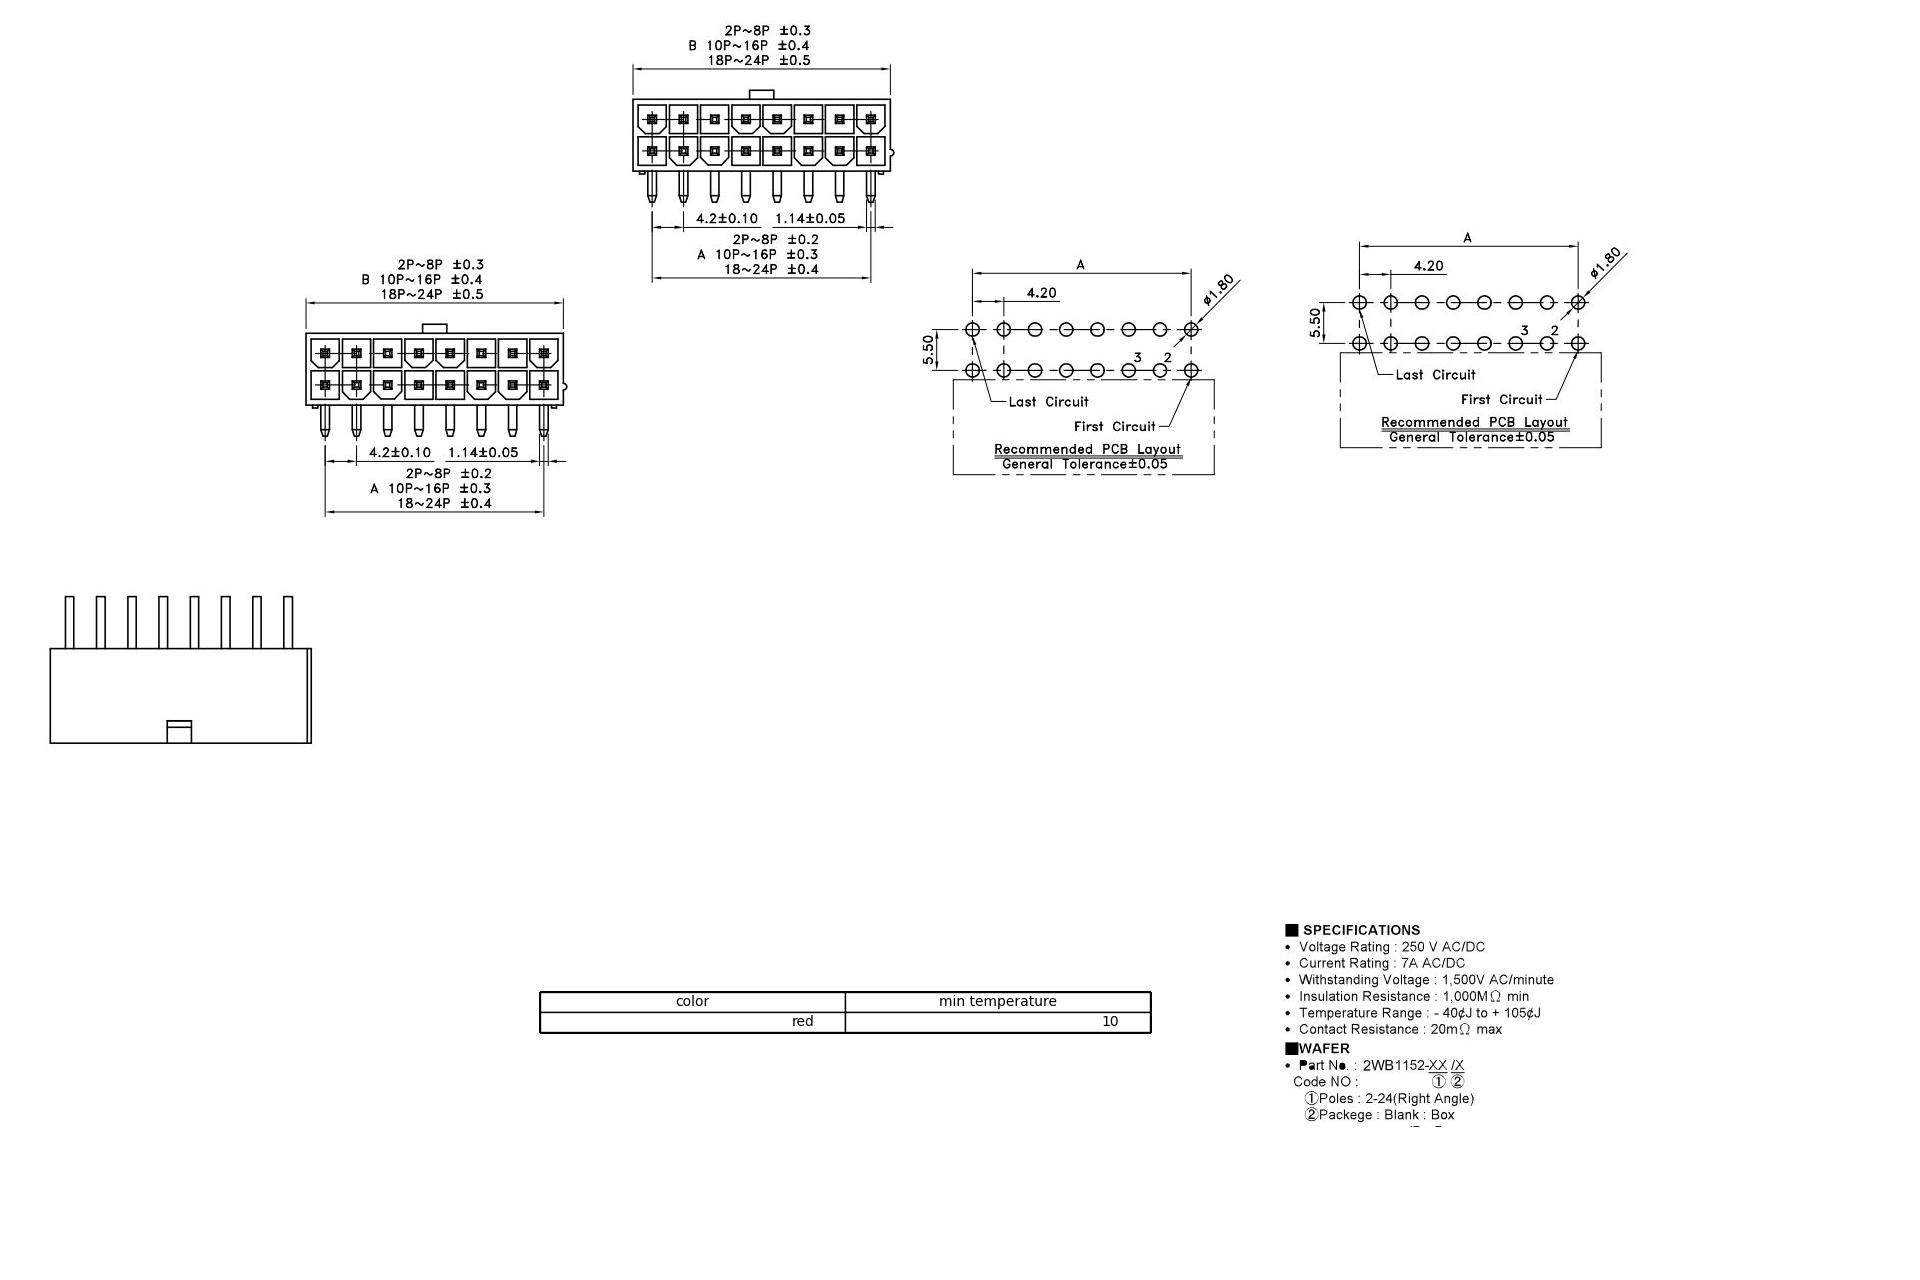 2P~8P ±0.3
B 10P~16P ±0.4
18P~24P ±0.5
4.2±0.10 1.14±0.05
2P~8P ±0.2
A 10P~16P ±0.3
18~24P ±0.4
2P~8P ±0.3
B 10P~16P ±0.4
18P~24P ±0.5
4.2±0.10 1.14±0.05
2P~8P ±0.2
A 10P~16P ±0.3
18~24P ±0.4
A
4.20
ø1.80
5.50
3 2
Last Circuit
First Circuit
Recommended PCB Layout
General Tolerance±0.05
A
4.20
ø1.80
5.50
3 2
Last Circuit
First Circuit
Recommended PCB Layout
General Tolerance±0.05
color min temperature
red 10
■ SPECIFICATIONS
• Voltage Rating : 250 V AC/DC
• Current Rating : 7A AC/DC
• Withstanding Voltage : 1,500V AC/minute
• Insulation Resistance : 1,000MΩ min
• Temperature Range : - 40¢J to + 105¢J
• Contact Resistance : 20mΩ max
■WAFER
• Part No. : 2WB1152-XX /X
Code NO : ① ②
①Poles : 2-24(Right Angle)
②Packege : Blank : Box